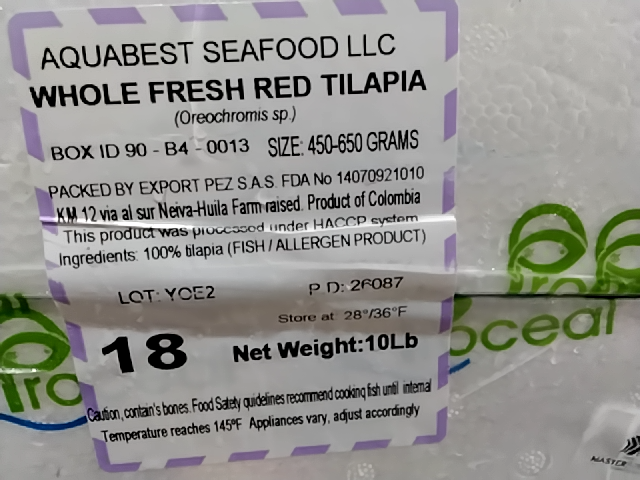 AQUABEST SEAFOOD LLC
WHOLE FRESH RED TILAPIA
(Oreochromis sp.)
BOX ID 90 - B4 - 0013 SIZE: 450-650 GRAMS
PACKED BY EXPORT PEZ S.A.S. FDA No 14070921010
KM 12 via al sur Neiva-Huila Farm-raised. Product of Colombia
This product was processed under HACCP system
Ingredients: 100% tilapia (FISH / ALLERGEN PRODUCT)
LOT: YOE2 P D: 26087
Store at: 28°/36°F
18 Net Weight:10Lb
Caution, contain's bones. Food Safety guidelines recommend cooking fish until internal
Temperature reaches 145ºF Appliances vary, adjust accordingly
MASTER